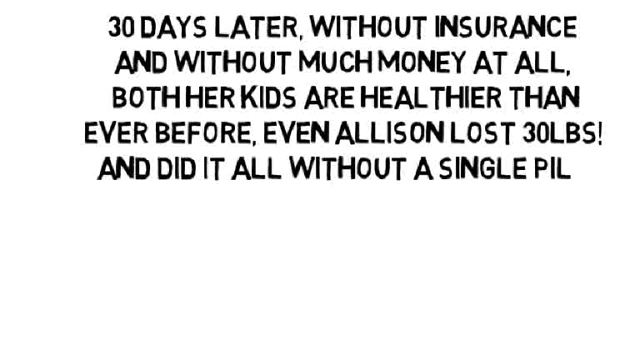 30 DAYS LATER, WITHOUT INSURANCE
AND WITHOUT MUCH MONEY AT ALL,
BOTH HER KIDS ARE HEALTHIER THAN
EVER BEFORE, EVEN ALLISON LOST 30LBS!
AND DID IT ALL WITHOUT A SINGLE PIL